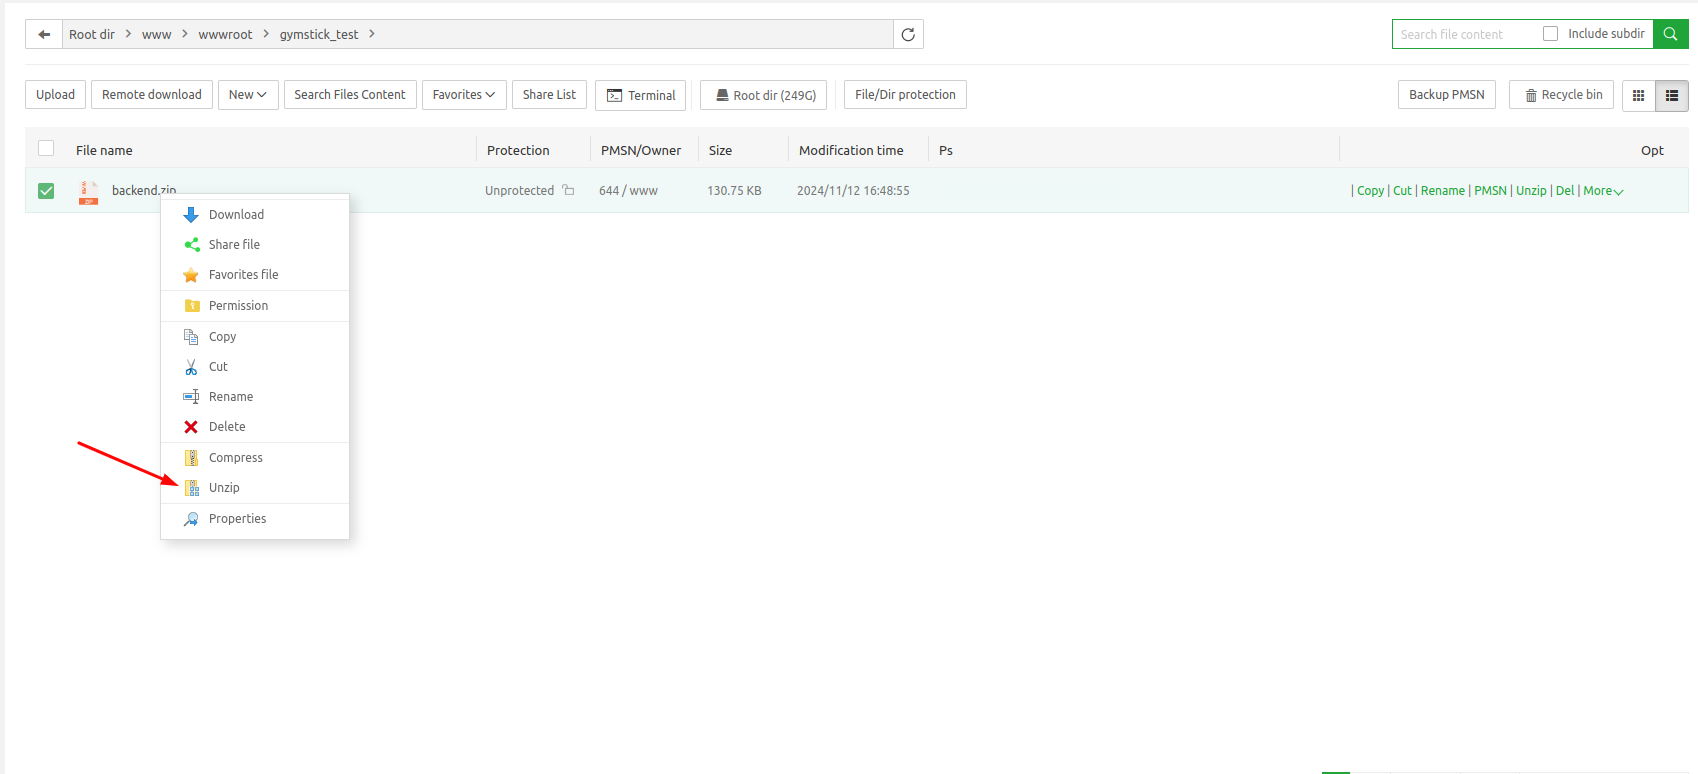 Root dir > www > wwwroot > gymstick_test >
Search file content Include subdir
Upload Remote download New Search Files Content Favorites Share List Terminal Root dir (249G) File/Dir protection Backup PMSN Recycle bin
File name Protection PMSN/Owner Size Modification time Ps Opt
backend.zip Unprotected 644 / www 130.75 KB 2024/11/12 16:48:55 | Copy | Cut | Rename | PMSN | Unzip | Del | More
ZIP
Download
Share file
Favorites file
Permission
Copy
Cut
Rename
Delete
Compress
Unzip
Properties